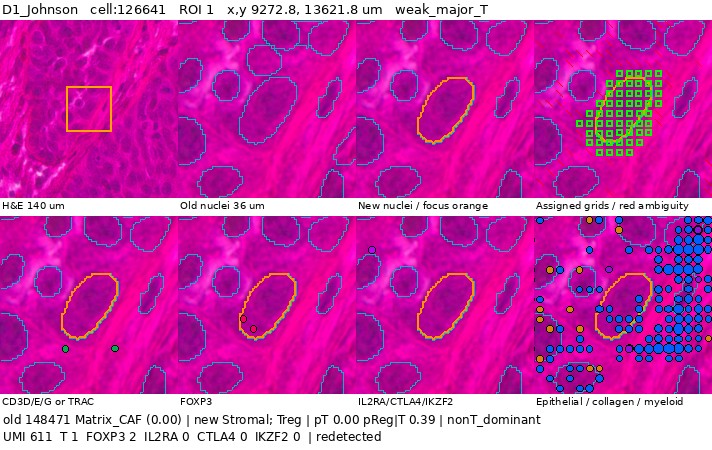 D1_Johnson   cell:126641   ROI 1   x,y 9272.8, 13621.8 um   weak_major_T
H&E 140 um
Old nuclei 36 um
New nuclei / focus orange
Assigned grids / red ambiguity
CD3D/E/G or TRAC
FOXP3
IL2RA/CTLA4/IKZF2
Epithelial / collagen / myeloid
old 148471 Matrix_CAF (0.00) | new Stromal; Treg | pT 0.00 pReg|T 0.39 | nonT_dominant
UMI 611  T 1  FOXP3 2  IL2RA 0  CTLA4 0  IKZF2 0  | redetected